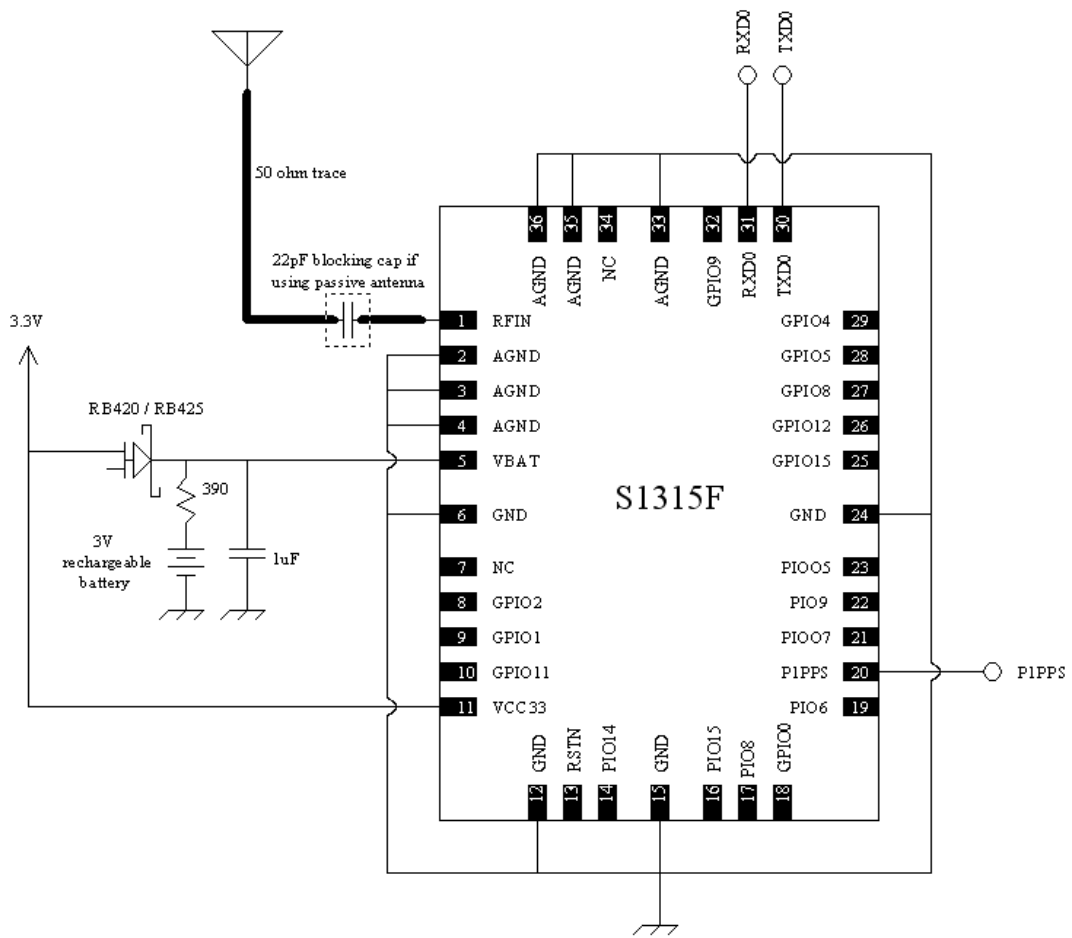 RXD0
TXD0
50 ohm trace
36
35
34
33
32
31
30
AGND
AGND
NC
AGND
GPIO9
RXD0
TXD0
22pF blocking cap if
using passive antenna
3.3V
1 RFIN
2 AGND
3 AGND
4 AGND
5 VBAT
6 GND
7 NC
8 GPIO2
9 GPIO1
10 GPIO11
11 VCC33
RB420 / RB425
390
3V
rechargeable
battery
1uF
S1315F
GPIO4 29
GPIO5 28
GPIO8 27
GPIO12 26
GPIO15 25
GND 24
PIO05 23
PIO9 22
PIO07 21
P1PPS 20
PIO6 19
P1PPS
GND
RSTN
PIO14
GND
PIO15
PIO8
GPIO0
12
13
14
15
16
17
18